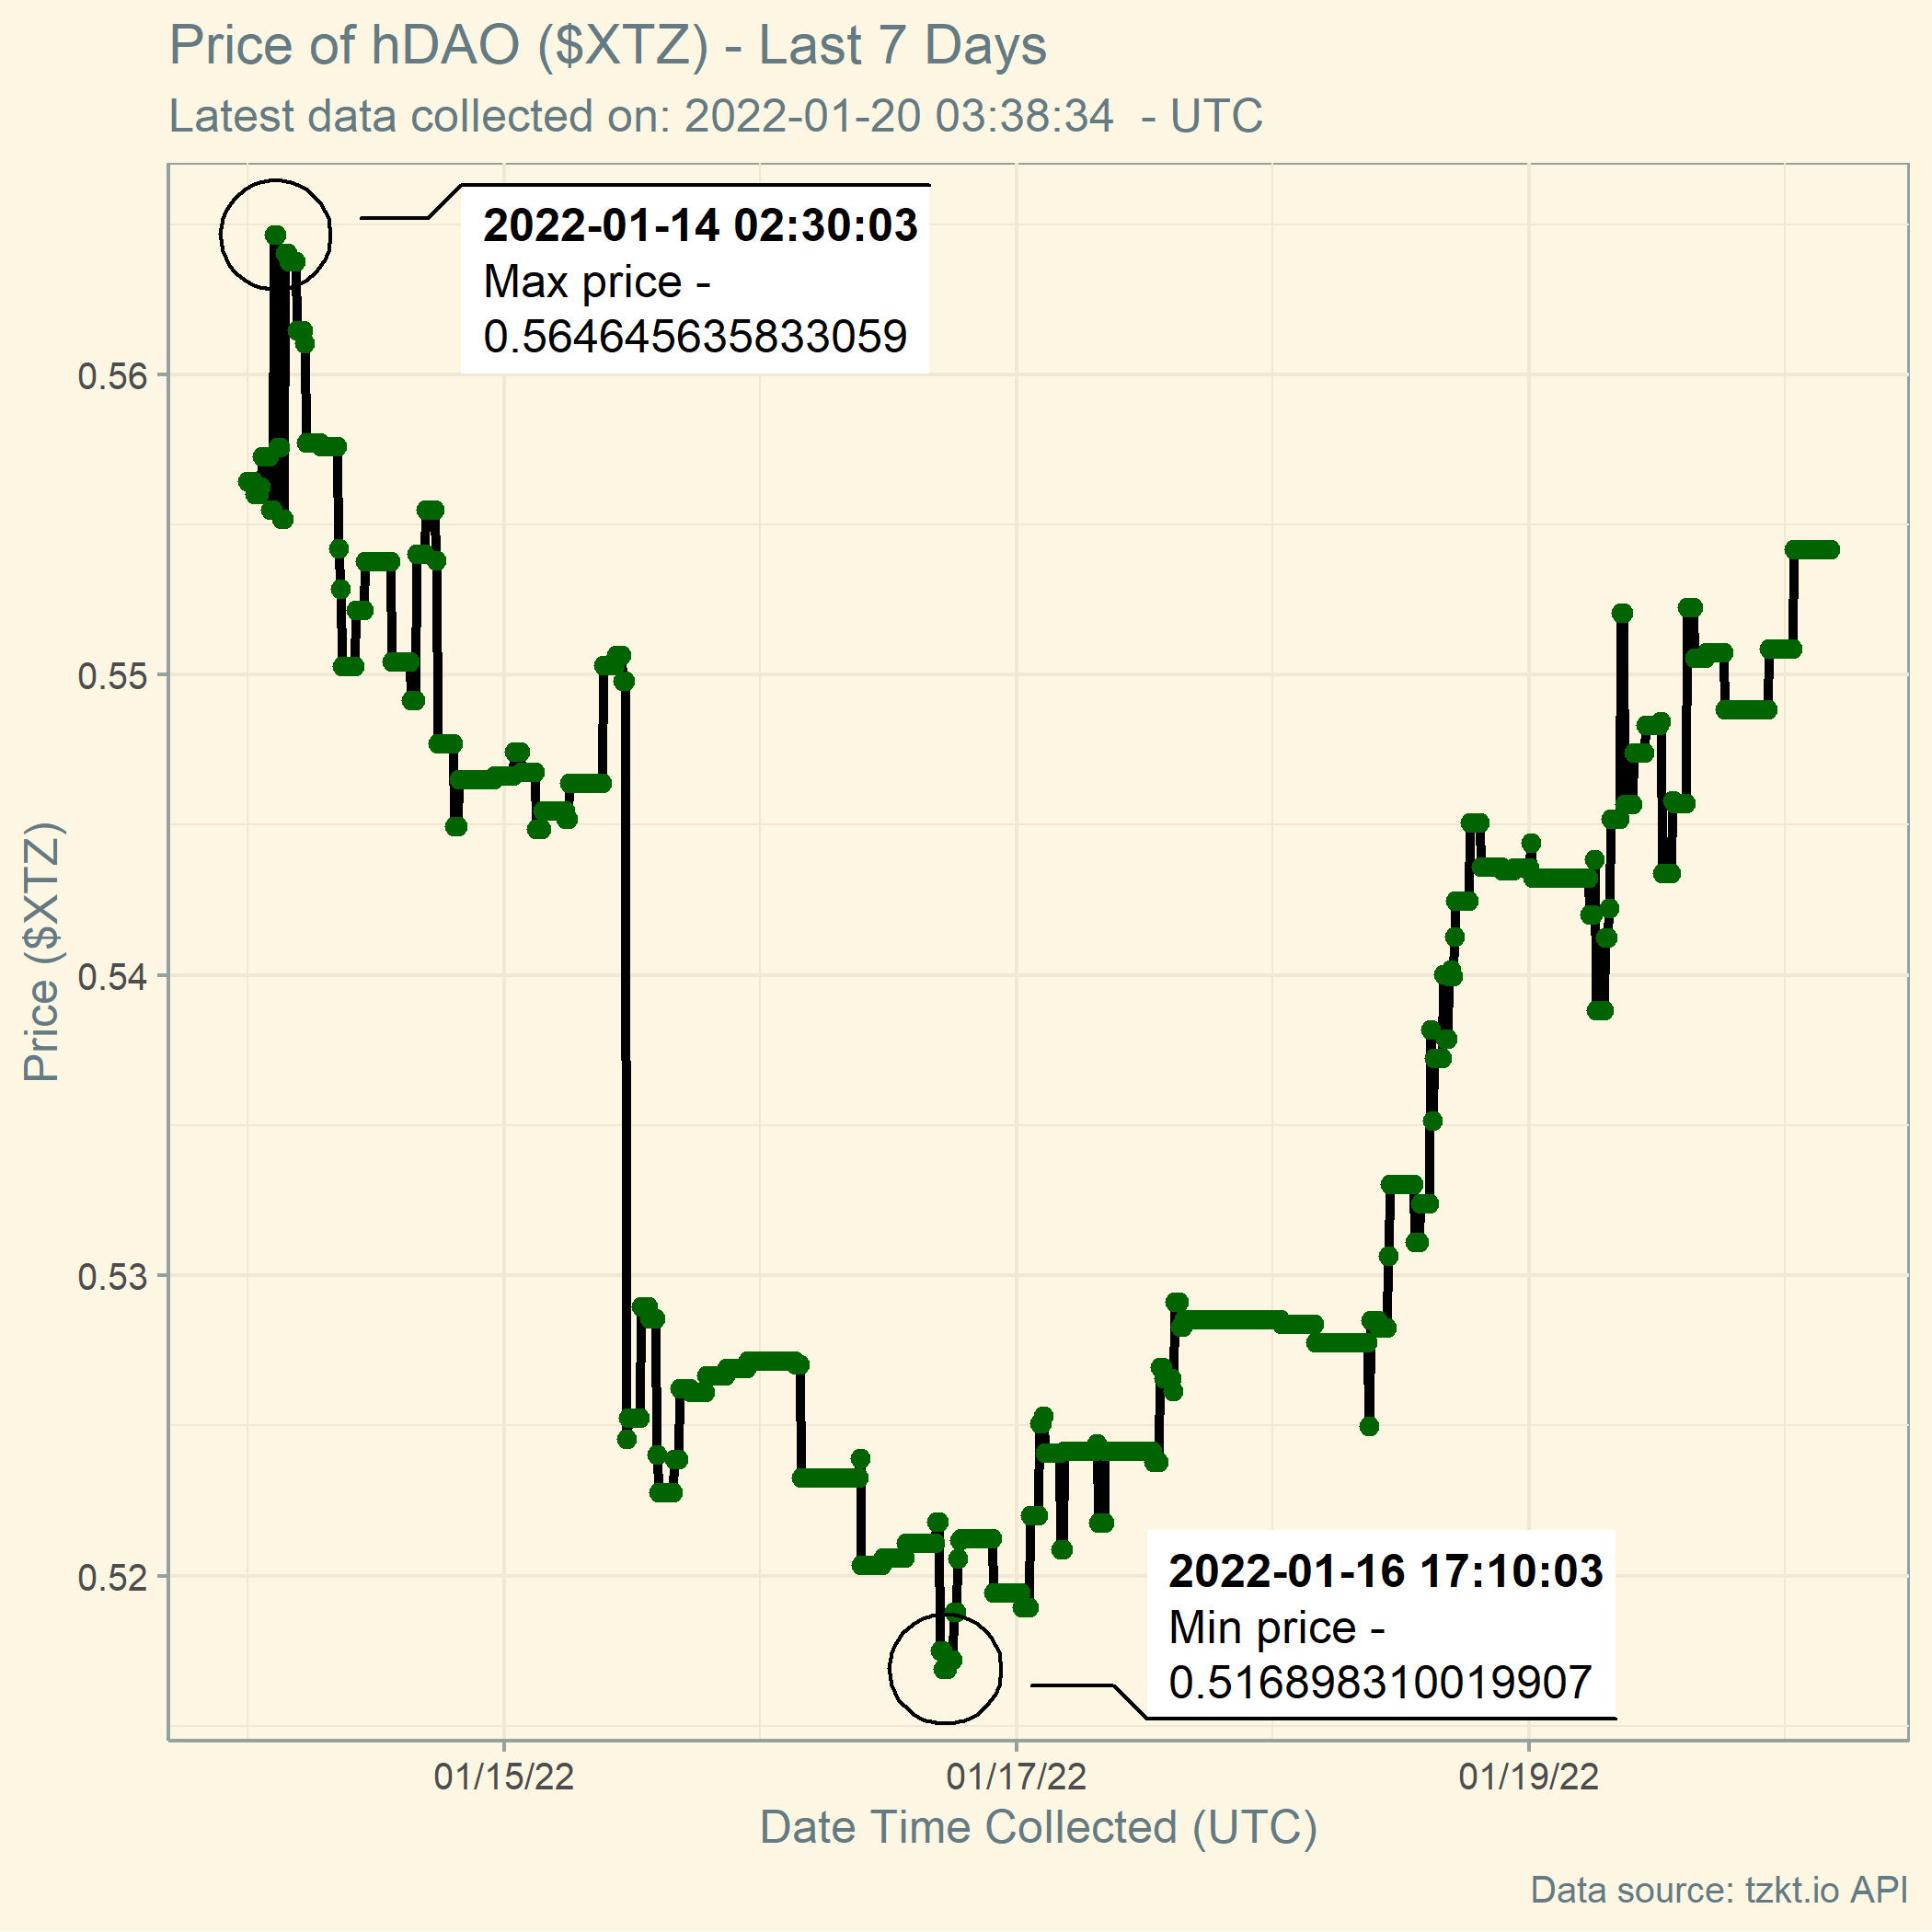 Price of hDAO ($XTZ) - Last 7 Days
Latest data collected on: 2022-01-20 03:38:34  - UTC
2022-01-14 02:30:03
Max price -
0.564645635833059
0.56
0.55
0.54
0.53
0.52
Price ($XTZ)
2022-01-16 17:10:03
Min price -
0.516898310019907
01/15/22
01/17/22
01/19/22
Date Time Collected (UTC)
Data source: tzkt.io API